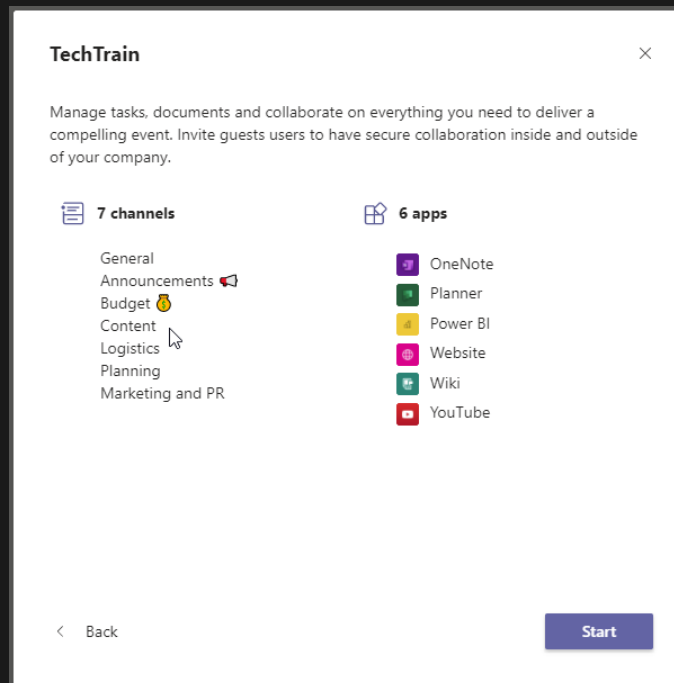 TechTrain
Manage tasks, documents and collaborate on everything you need to deliver a
compelling event. Invite guests users to have secure collaboration inside and outside
of your company.
7 channels
General
Announcements 📢
Budget 💰
Content
Logistics
Planning
Marketing and PR
6 apps
OneNote
Planner
Power BI
Website
Wiki
YouTube
Back
Start